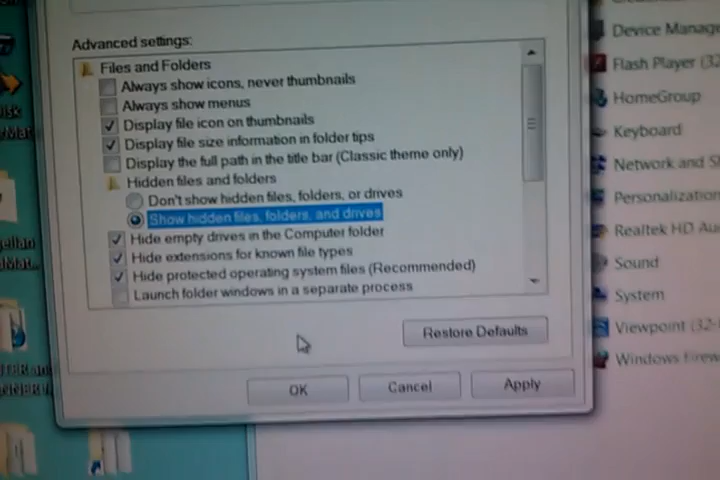 Advanced settings:
Files and Folders
Always show icons, never thumbnails
Always show menus
Display file icon on thumbnails
Display file size information in folder tips
Display the full path in the title bar (Classic theme only)
Hidden files and folders
Don't show hidden files, folders, or drives
Show hidden files, folders, and drives
Hide empty drives in the Computer folder
Hide extensions for known file types
Hide protected operating system files (Recommended)
Launch folder windows in a separate process
Restore Defaults
OK
Cancel
Apply
Device Manag
Flash Player (32
HomeGroup
Keyboard
Network and S
Personalization
Realtek HD Au
Sound
System
Viewpoint (32-
Windows Firew